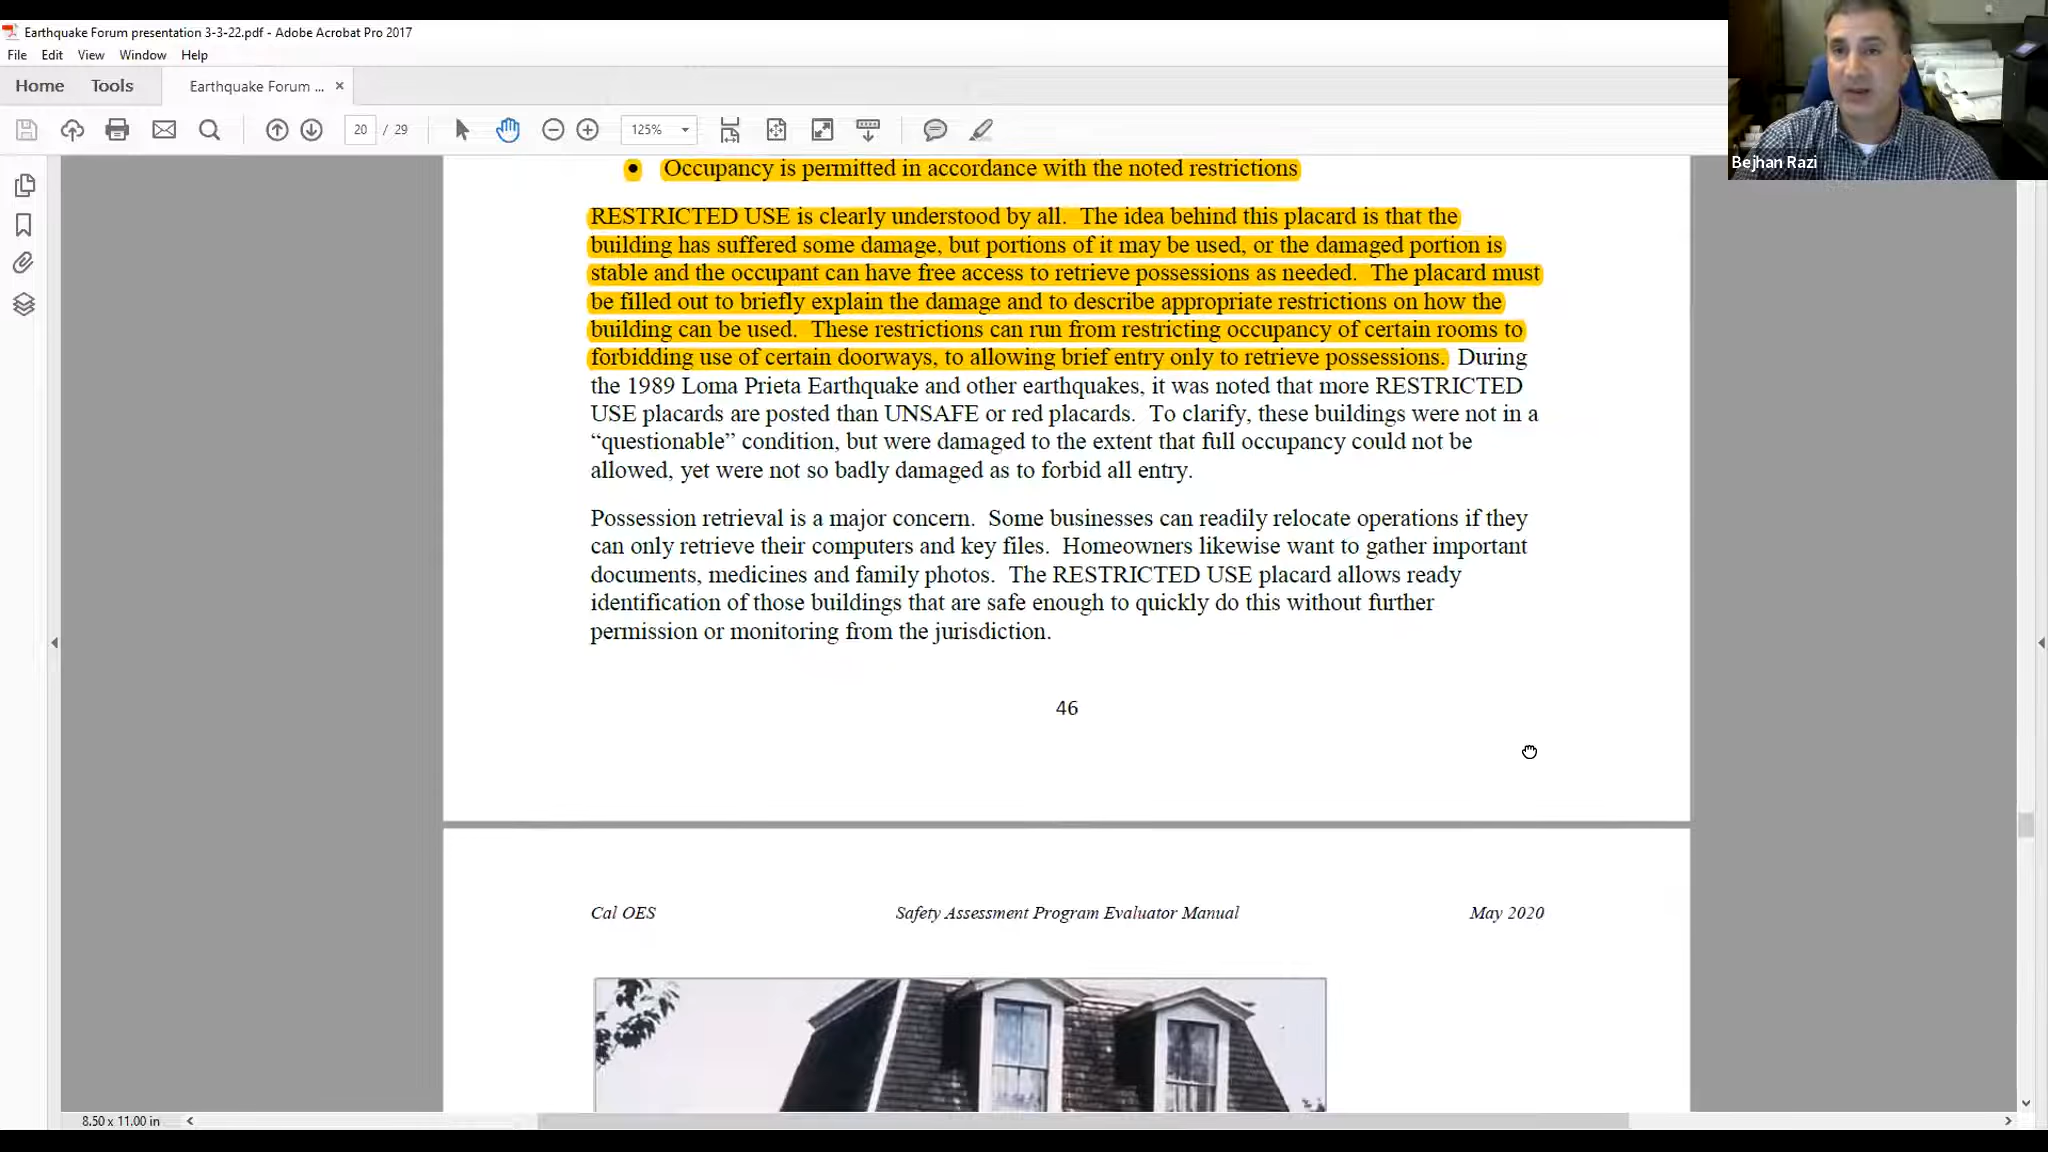 Earthquake Forum presentation 3-3-22.pdf - Adobe Acrobat Pro 2017
File Edit View Window Help
Home Tools Earthquake Forum ... ×
20 / 29 125%
Bejhan Razi
• Occupancy is permitted in accordance with the noted restrictions
RESTRICTED USE is clearly understood by all. The idea behind this placard is that the
building has suffered some damage, but portions of it may be used, or the damaged portion is
stable and the occupant can have free access to retrieve possessions as needed. The placard must
be filled out to briefly explain the damage and to describe appropriate restrictions on how the
building can be used. These restrictions can run from restricting occupancy of certain rooms to
forbidding use of certain doorways, to allowing brief entry only to retrieve possessions. During
the 1989 Loma Prieta Earthquake and other earthquakes, it was noted that more RESTRICTED
USE placards are posted than UNSAFE or red placards. To clarify, these buildings were not in a
“questionable” condition, but were damaged to the extent that full occupancy could not be
allowed, yet were not so badly damaged as to forbid all entry.
Possession retrieval is a major concern. Some businesses can readily relocate operations if they
can only retrieve their computers and key files. Homeowners likewise want to gather important
documents, medicines and family photos. The RESTRICTED USE placard allows ready
identification of those buildings that are safe enough to quickly do this without further
permission or monitoring from the jurisdiction.
46
Cal OES Safety Assessment Program Evaluator Manual May 2020
8.50 x 11.00 in